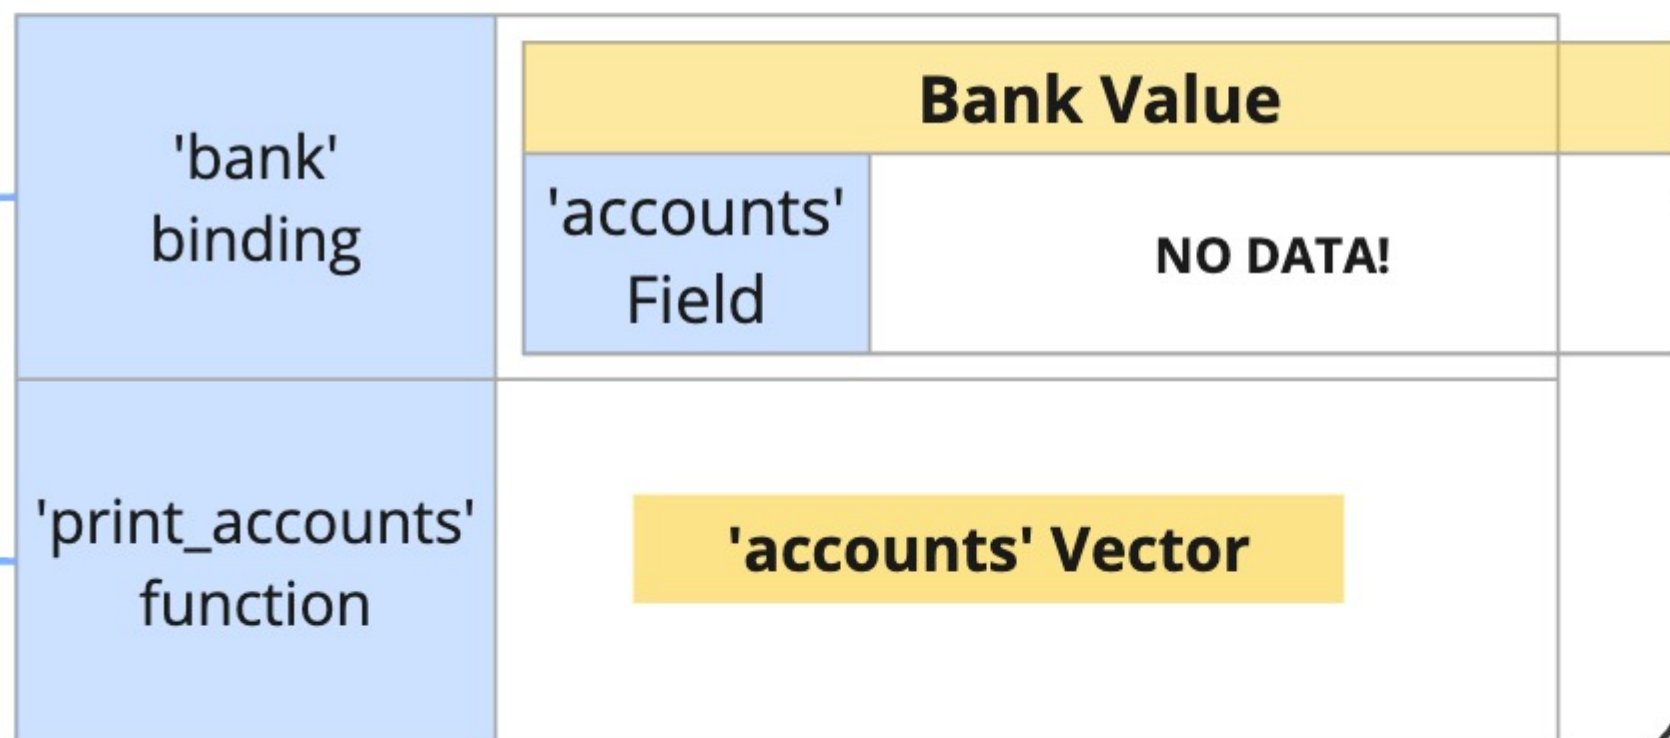 'bank'
binding
Bank Value
'accounts'
Field
NO DATA!
'print_accounts'
function
'accounts' Vector